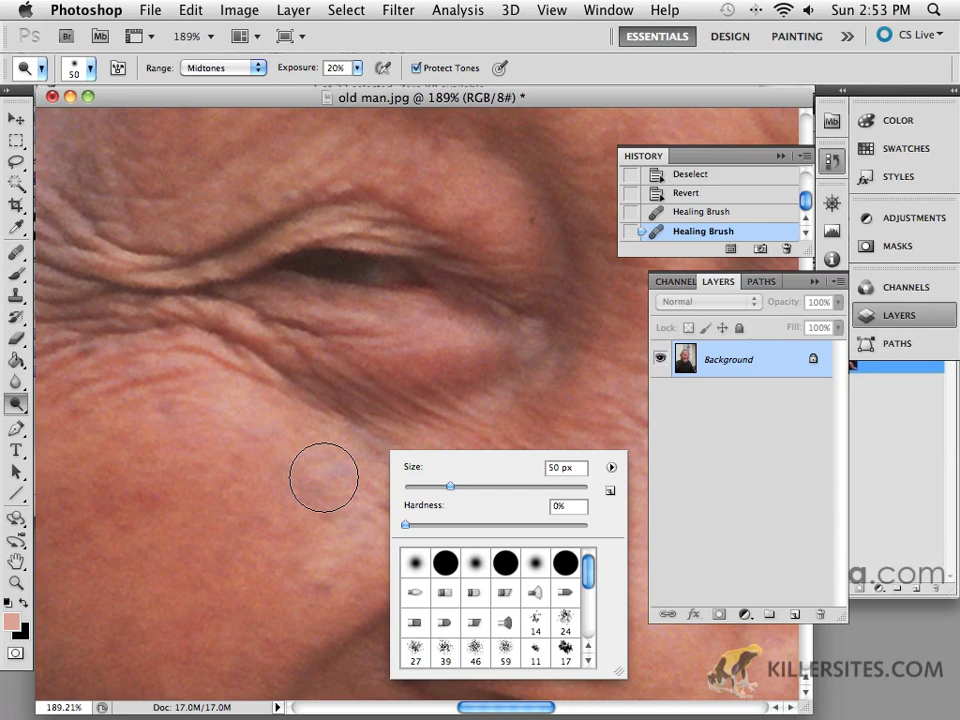 Photoshop File Edit Image Layer Select Filter Analysis 3D View Window Help Sun 2:53 PM
Ps Br Mb 189% ESSENTIALS DESIGN PAINTING CS Live
50 Range: Midtones Exposure: 20% Protect Tones
old man.jpg @ 189% (RGB/8#) *
HISTORY
Deselect
Revert
Healing Brush
Healing Brush
CHANNEL LAYERS PATHS
Normal Opacity: 100%
Lock: Fill: 100%
Background
Mb COLOR
SWATCHES
STYLES
ADJUSTMENTS
MASKS
CHANNELS
LAYERS
PATHS
Size: 50 px
Hardness: 0%
14 24
27 39 46 59 11 17
a.com
KILLERSITES.COM
189.21% Doc: 17.0M/17.0M